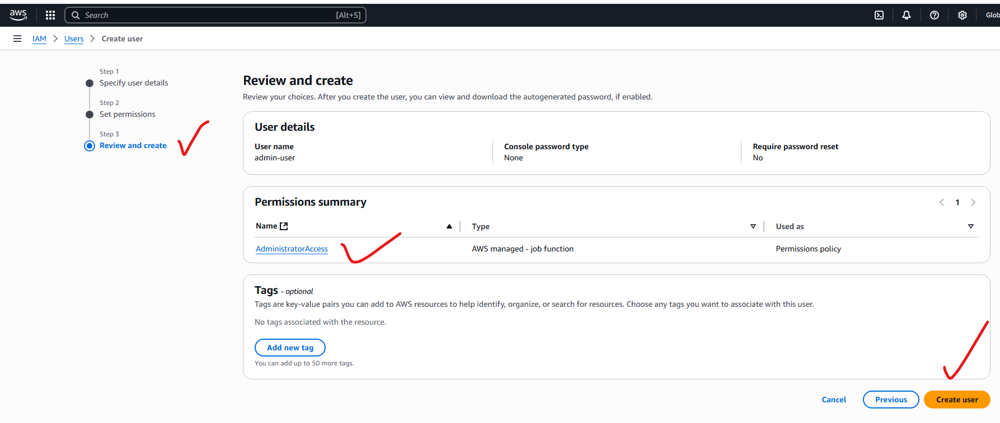 aws
Search [Alt+S]
Glob
IAM > Users > Create user
Step 1
Specify user details
Step 2
Set permissions
Step 3
Review and create
Review and create
Review your choices. After you create the user, you can view and download the autogenerated password, if enabled.
User details
User name
admin-user
Console password type
None
Require password reset
No
Permissions summary
1
Name Type Used as
AdministratorAccess AWS managed - job function Permissions policy
Tags - optional
Tags are key-value pairs you can add to AWS resources to help identify, organize, or search for resources. Choose any tags you want to associate with this user.
No tags associated with the resource.
Add new tag
You can add up to 50 more tags.
Cancel Previous Create user